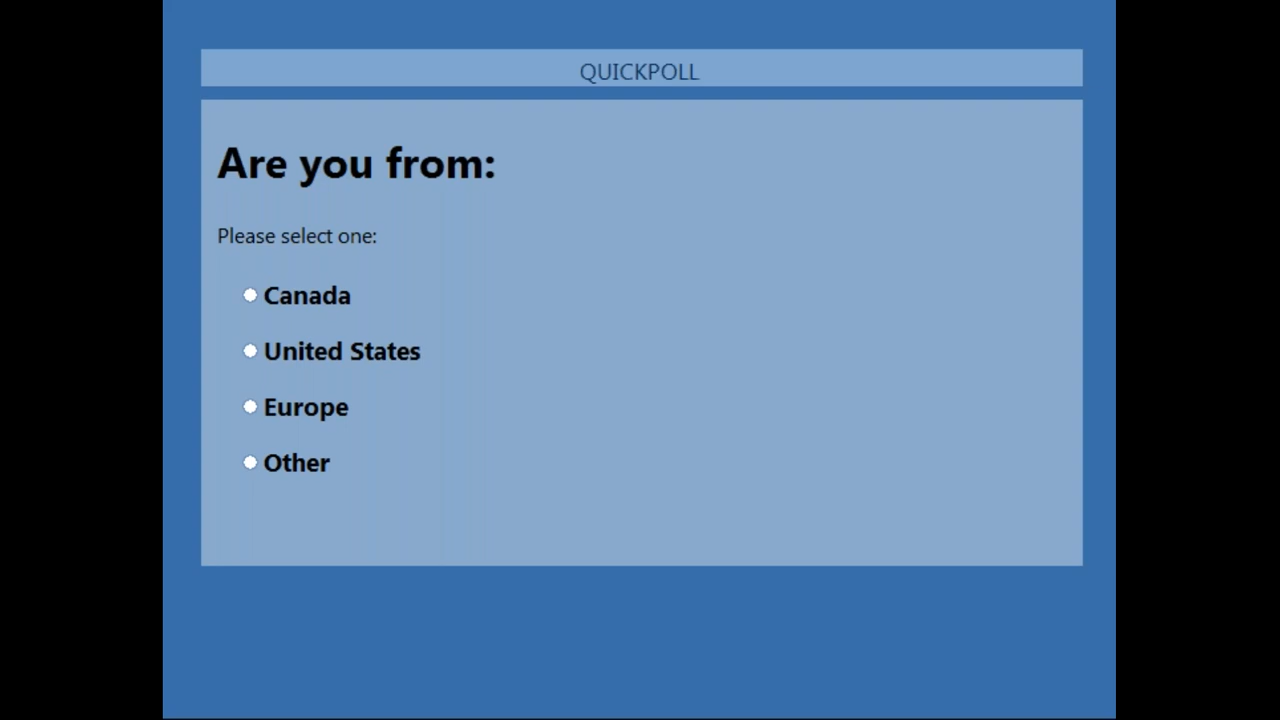 QUICKPOLL
Are you from:
Please select one:
Canada
United States
Europe
Other